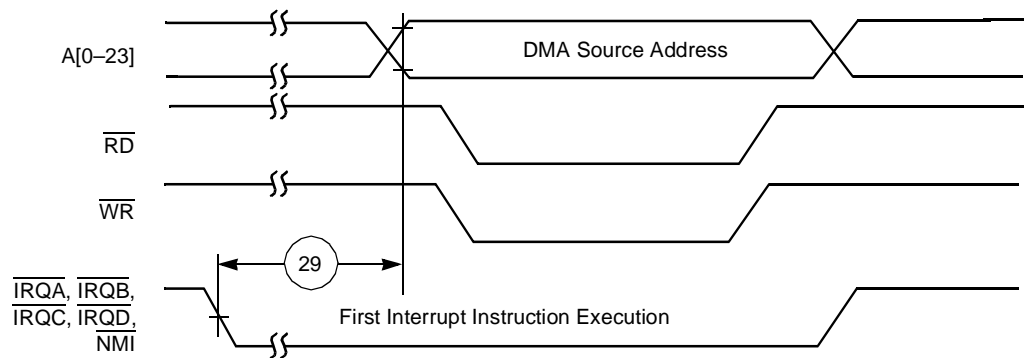 A[0–23]
DMA Source Address
RD
WR
29
IRQA, IRQB,
IRQC, IRQD,
NMI
First Interrupt Instruction Execution